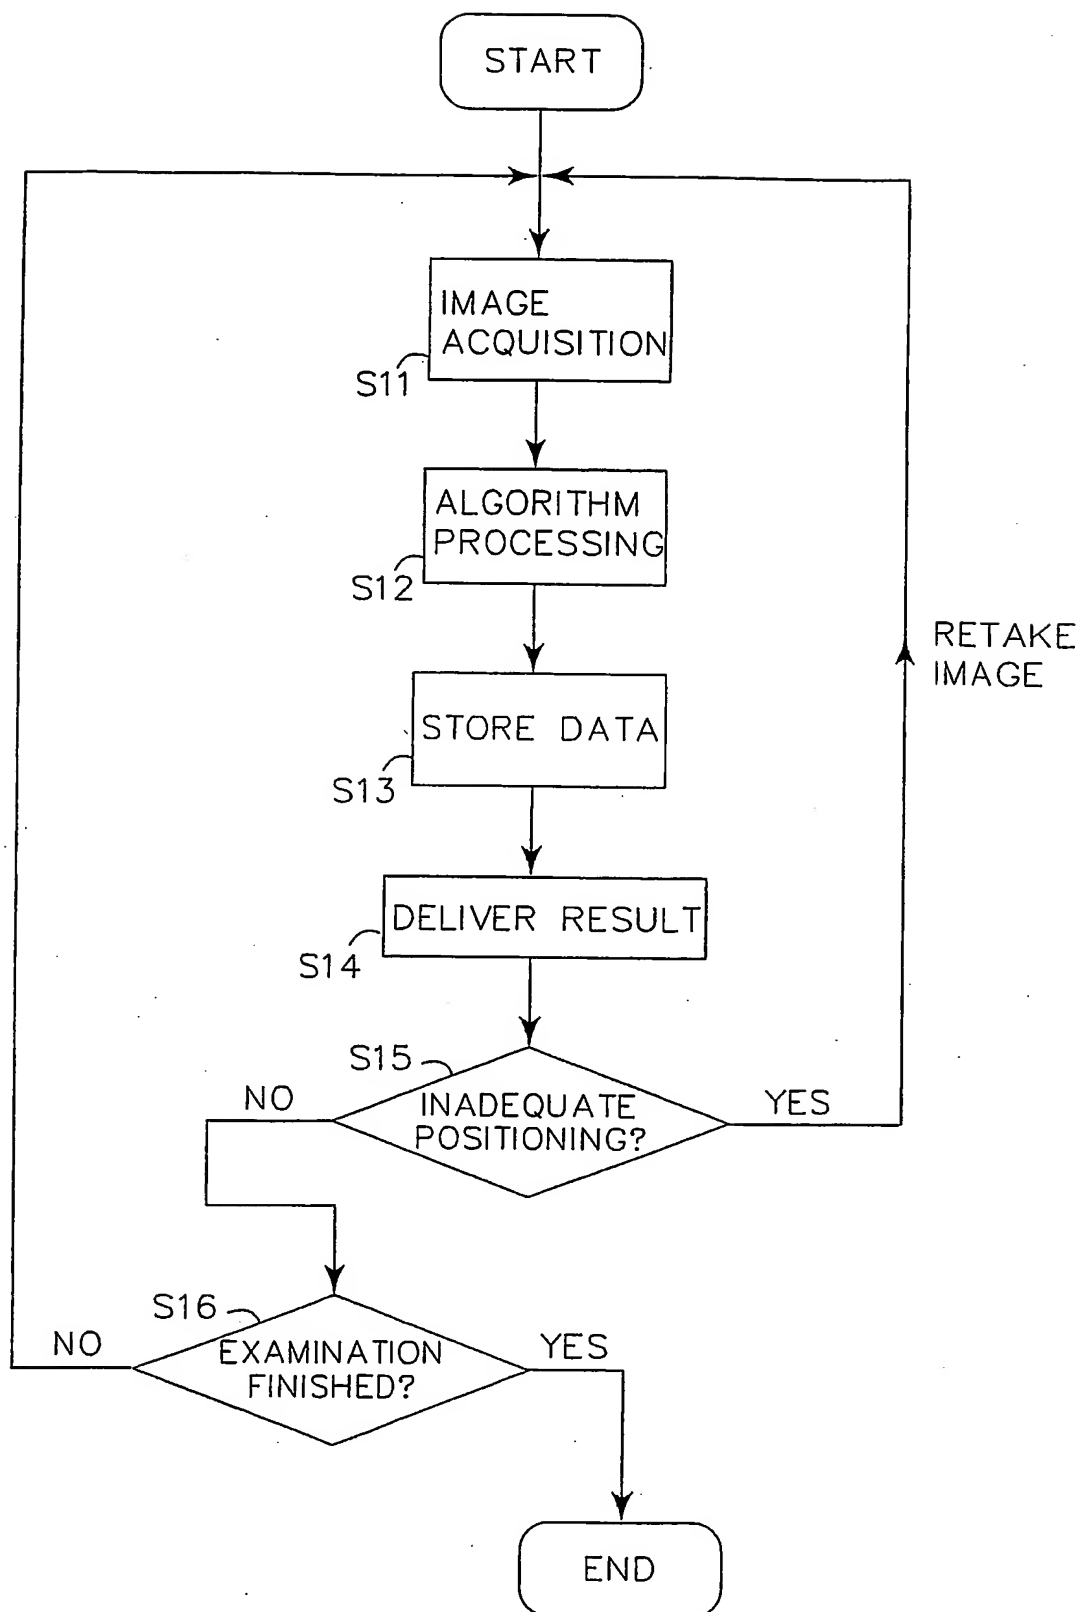 START
IMAGE
ACQUISITION
S11
ALGORITHM
PROCESSING
S12
RETAKE
IMAGE
STORE DATA
S13
DELIVER RESULT
S14
S15
NO
INADEQUATE
POSITIONING?
YES
S16
NO
EXAMINATION
FINISHED?
YES
END